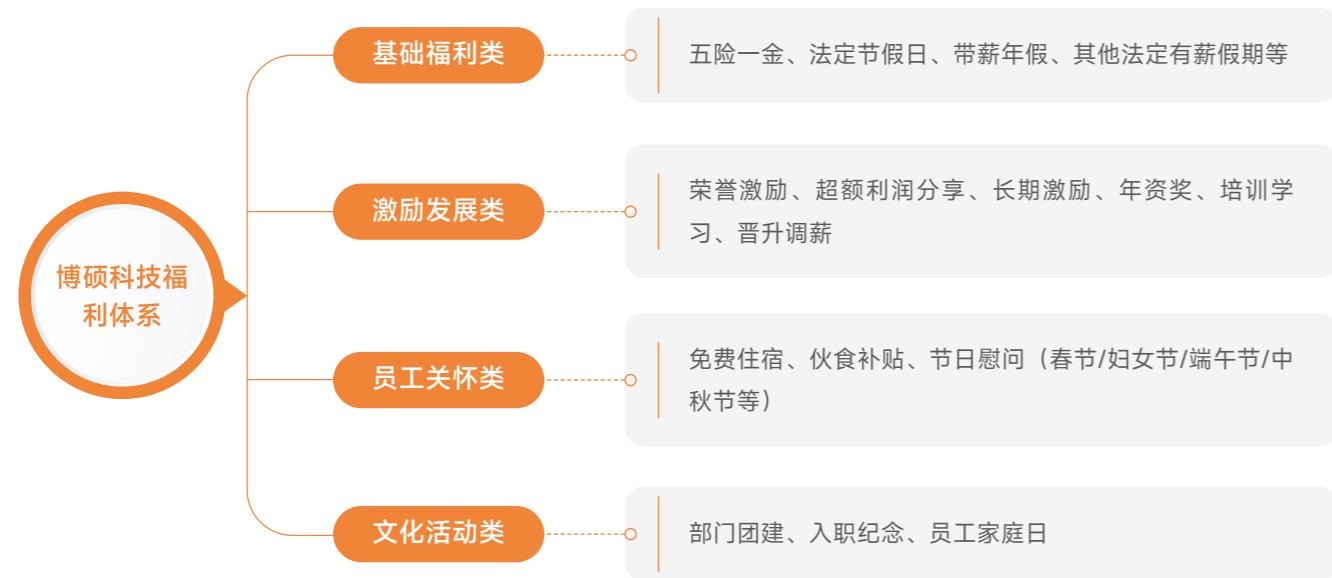 基础福利类
五险一金、法定节假日、带薪年假、其他法定有薪假期等
激励发展类
荣誉激励、超额利润分享、长期激励、年资奖、培训学
习、晋升调薪
博硕科技福
利体系
员工关怀类
免费住宿、伙食补贴、节日慰问（春节/妇女节/端午节/中
秋节等）
文化活动类
部门团建、入职纪念、员工家庭日